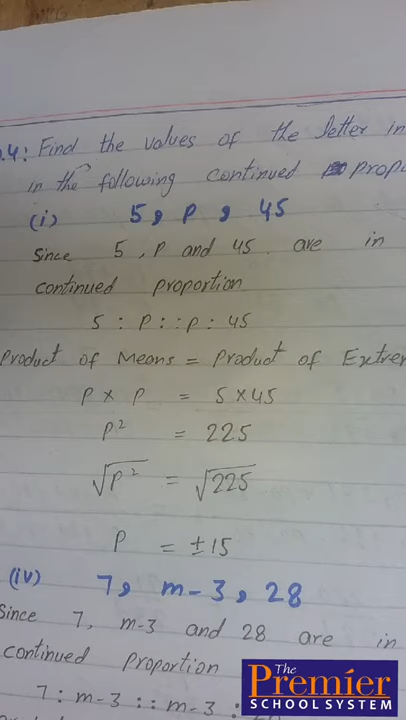 .4: Find the values of the letter in
in the following continued
(i) 5, P, 45
Since 5, P and 45 are in
continued proportion
5 : P :: P : 45
Product of Means = Product of
P × P = 5 × 45
P² = 225
√P² = √225
P = ±15
(iv) 7, m-3, 28
Since 7, m-3 and 28 are in
continued proportion
7 : m-3 :: m-3 :
The
Premier
SCHOOL SYSTEM